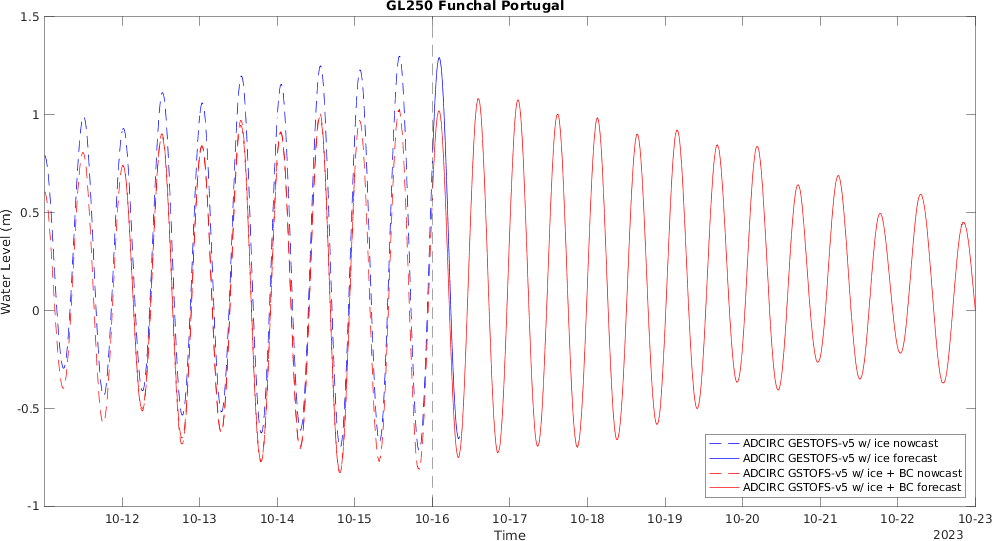 GL250 Funchal Portugal
1.5
1
0.5
0
-0.5
-1
Water Level (m)
10-12
10-13
10-14
10-15
10-16
10-17
10-18
10-19
10-20
10-21
10-22
10-23
Time
2023
ADCIRC GESTOFS-v5 w/ ice nowcast
ADCIRC GESTOFS-v5 w/ ice forecast
ADCIRC GSTOFS-v5 w/ ice + BC nowcast
ADCIRC GSTOFS-v5 w/ ice + BC forecast